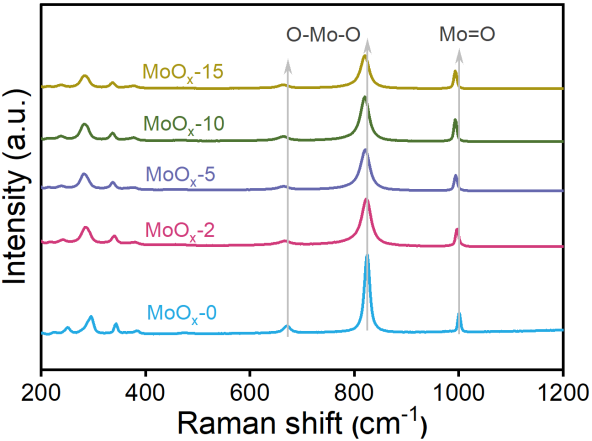 O-Mo-O Mo=O
MoOₓ-15
MoOₓ-10
MoOₓ-5
MoOₓ-2
MoOₓ-0
Intensity (a.u.)
200 400 600 800 1000 1200
Raman shift (cm⁻¹)